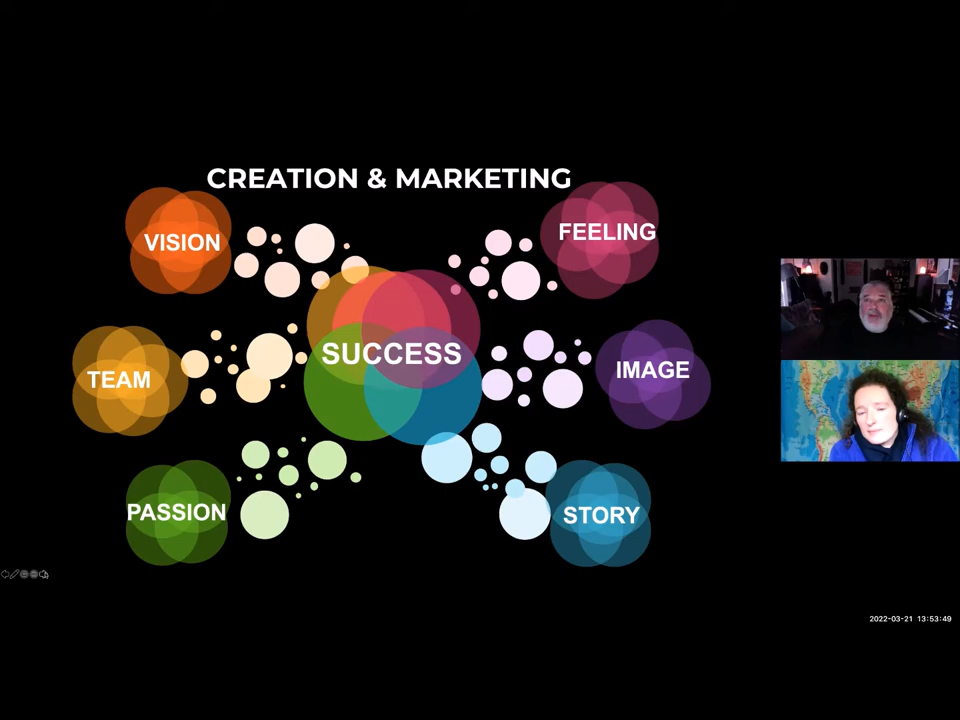 CREATION & MARKETING
VISION
FEELING
SUCCESS
TEAM
IMAGE
PASSION
STORY
2022-03-21 13:53:49